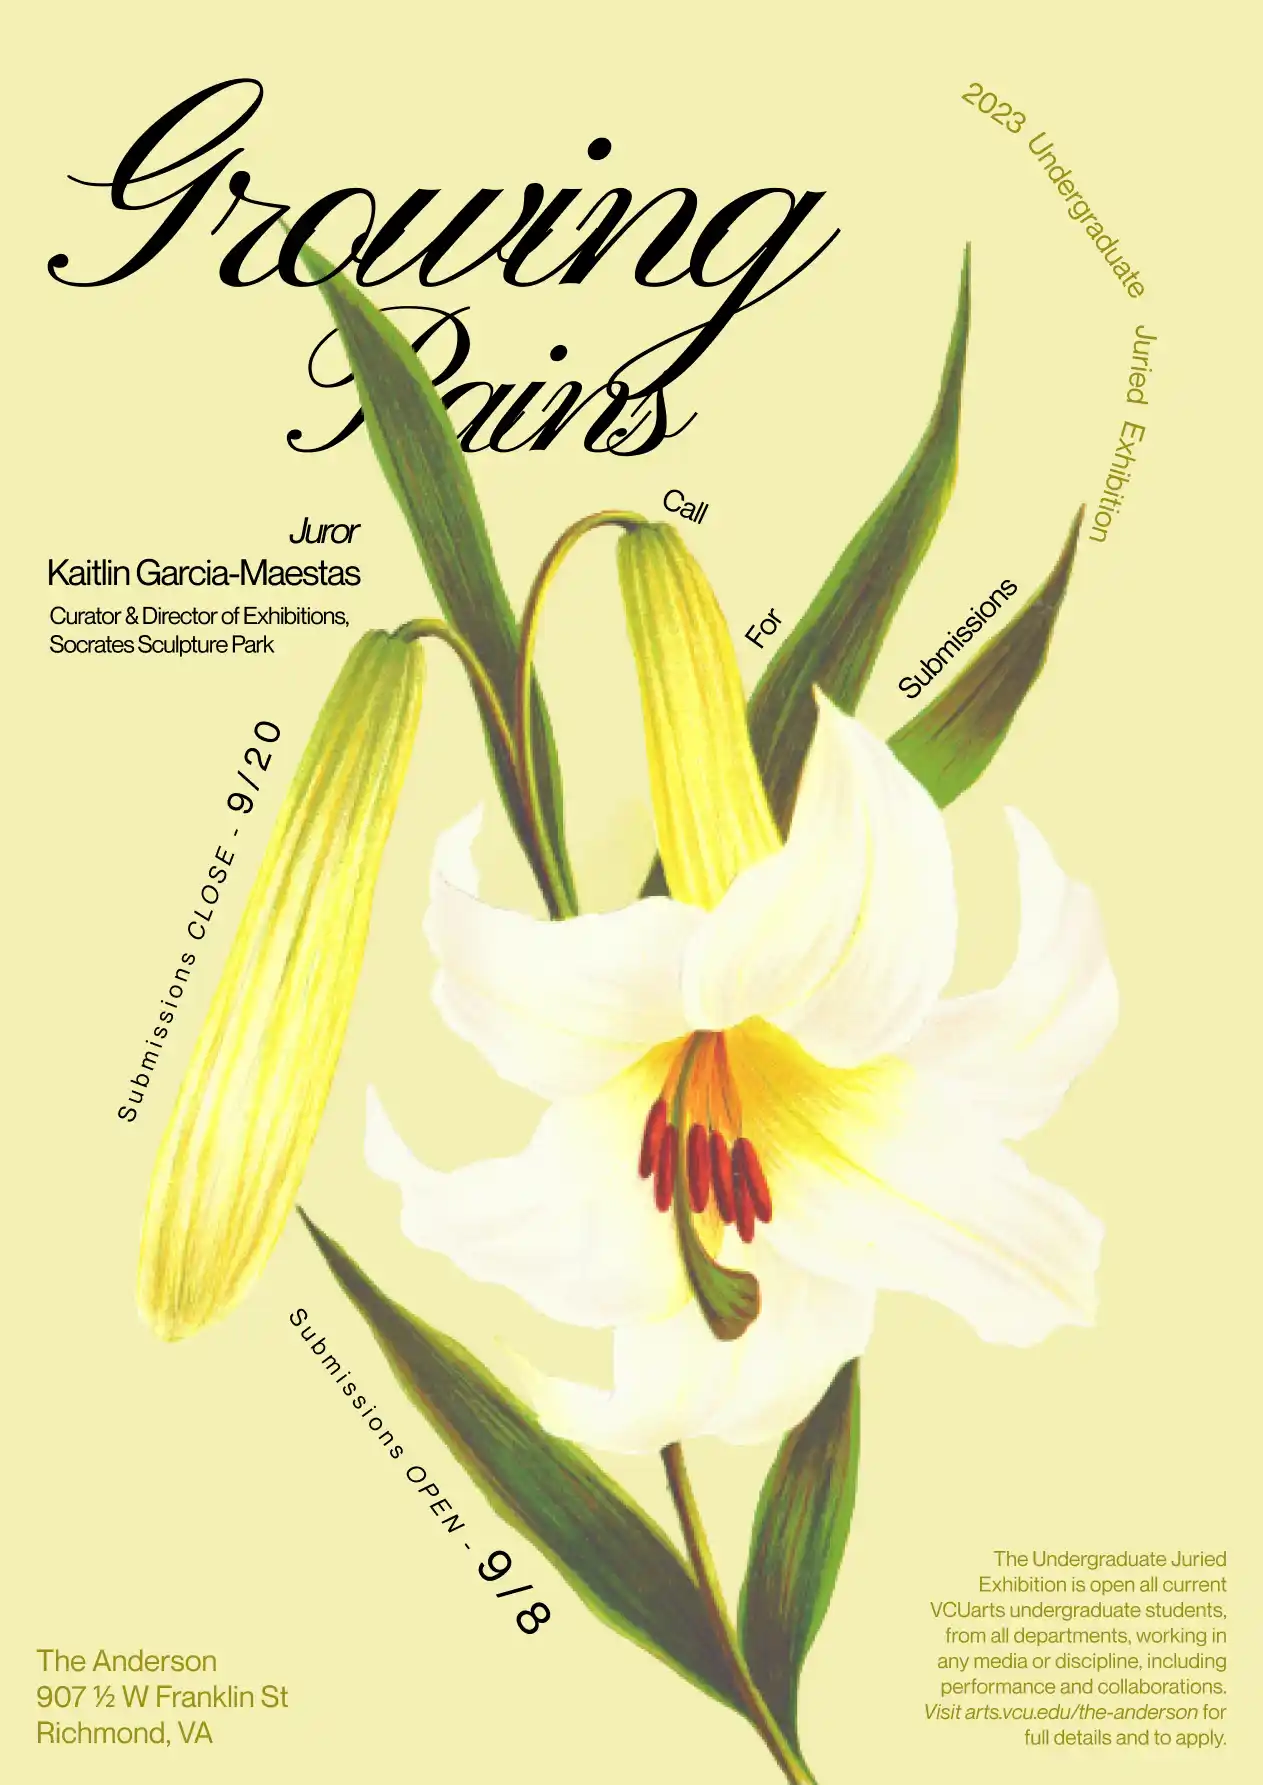 Growing
Pains
2023 Undergraduate Juried Exhibition
Call For Submissions
Juror
Kaitlin Garcia-Maestas
Curator & Director of Exhibitions,
Socrates Sculpture Park
Submissions CLOSE - 9/20
Submissions OPEN - 9/8
The Anderson
907 ½ W Franklin St
Richmond, VA
The Undergraduate Juried
Exhibition is open all current
VCUarts undergraduate students,
from all departments, working in
any media or discipline, including
performance and collaborations.
Visit arts.vcu.edu/the-anderson for
full details and to apply.